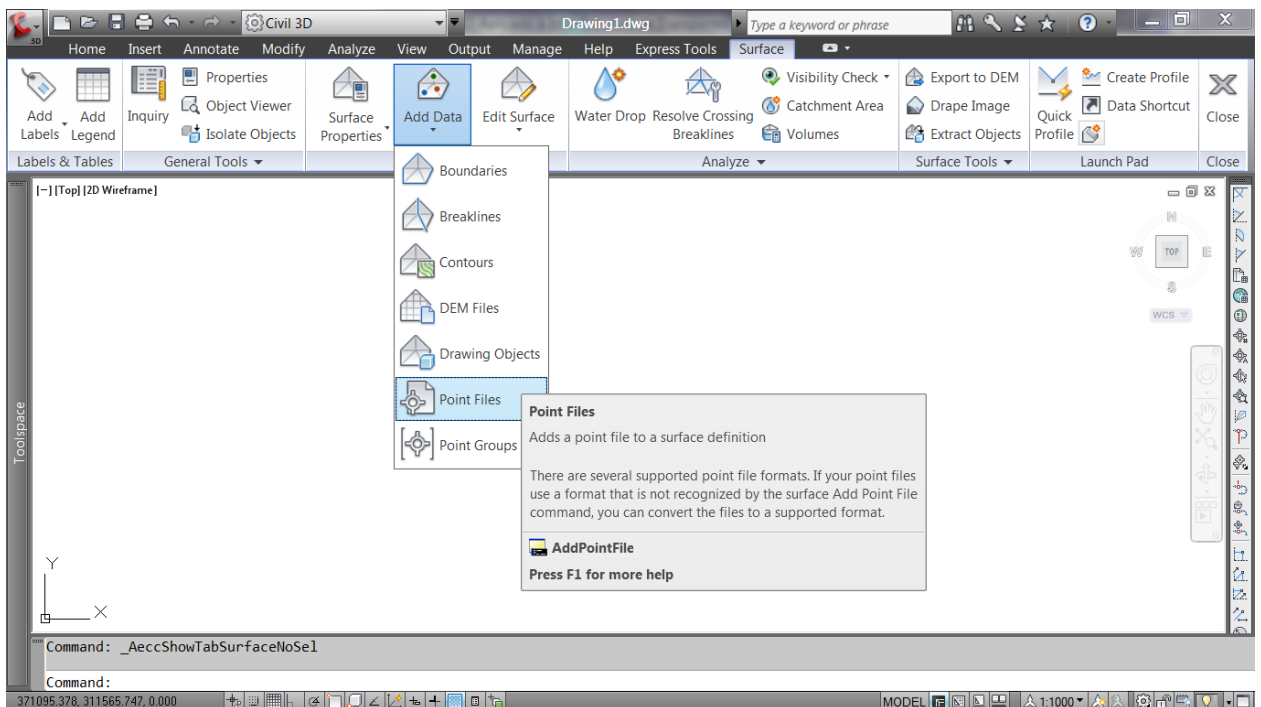 3D
Civil 3D
Drawing1.dwg
Type a keyword or phrase
Home Insert Annotate Modify Analyze View Output Manage Help Express Tools Surface
Add Labels
Add Legend
Labels & Tables
Inquiry
Properties
Object Viewer
Isolate Objects
General Tools
Surface Properties
Add Data
Edit Surface
Water Drop
Resolve Crossing Breaklines
Visibility Check
Catchment Area
Volumes
Analyze
Export to DEM
Drape Image
Extract Objects
Surface Tools
Quick Profile
Create Profile
Data Shortcut
Launch Pad
Close
Close
Boundaries
Breaklines
Contours
DEM Files
Drawing Objects
Point Files
Point Groups
[−] [Top] [2D Wireframe]
N
W TOP E
S
WCS
Toolspace
Point Files
Adds a point file to a surface definition
There are several supported point file formats. If your point files
use a format that is not recognized by the surface Add Point File
command, you can convert the files to a supported format.
AddPointFile
Press F1 for more help
Y
X
Command: _AeccShowTabSurfaceNoSel
Command:
371095.378, 311565.747, 0.000
MODEL
1:1000